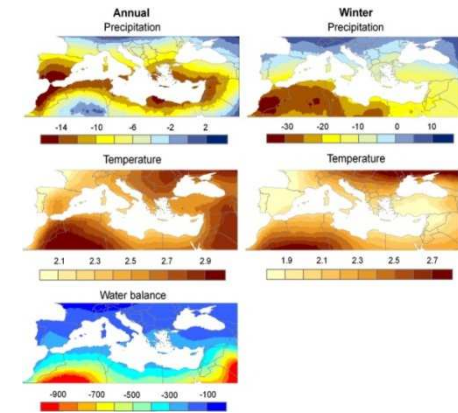 Annual
Precipitation
-14 -10 -6 -2 2
Temperature
2.1 2.3 2.5 2.7 2.9
Water balance
-900 -700 -500 -300 -100
Winter
Precipitation
-30 -20 -10 0 10
Temperature
1.9 2.1 2.3 2.5 2.7